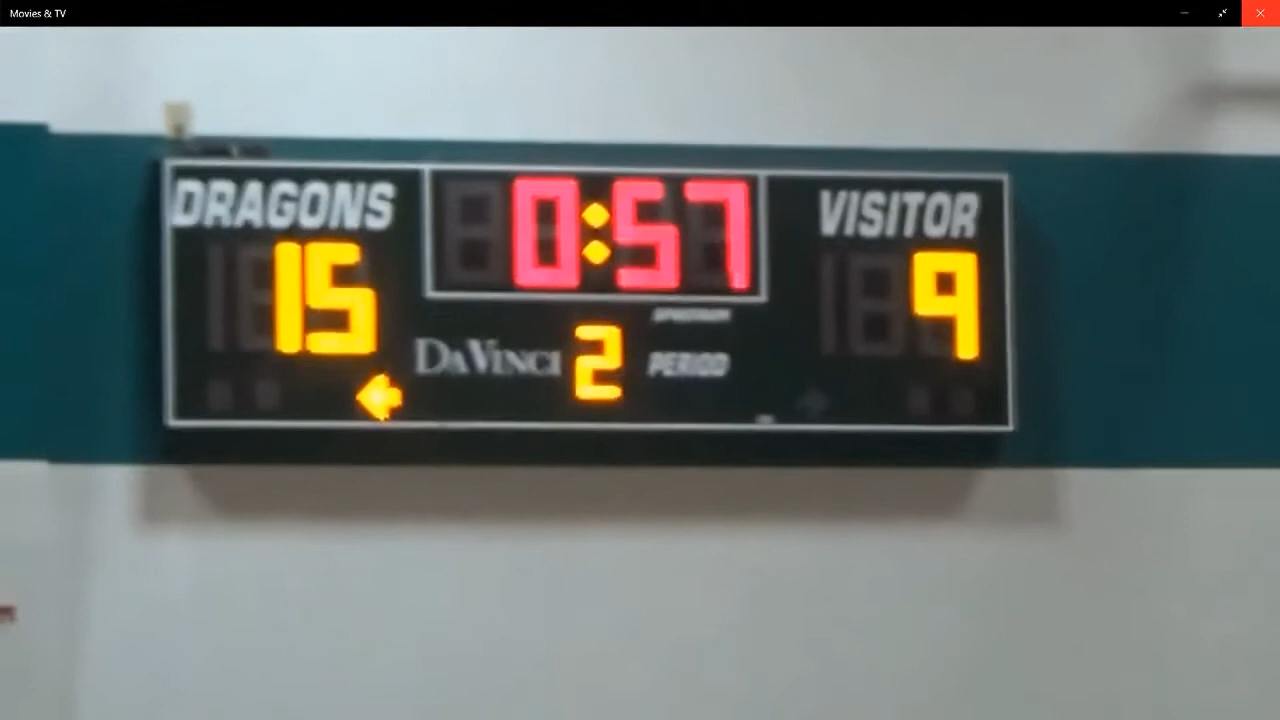 Movies & TV
DRAGONS
0:57
VISITOR
15
9
DAVINCI
2
PERIOD